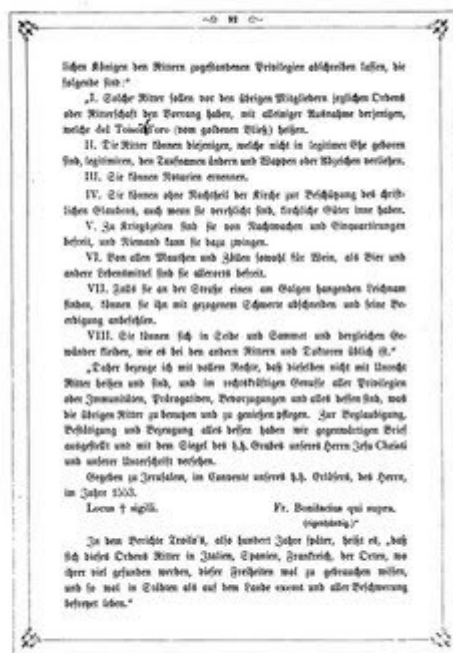 lichen Königen den Rittern zugestandenen Privilegien abschreiben lassen, die
folgende sind:“
„I. Solche Ritter sollen vor den übrigen Mitgliedern jeglichen Ordens
oder Ritterschaft den Vorrang haben, mit alleiniger Ausnahme derjenigen,
welche del Toison d'oro (vom goldenen Vließ) heißen.
II. Die Ritter können diejenigen, welche nicht in legitimer Ehe geboren
sind, legitimiren, den Taufnamen ändern und Wappen oder Abzeichen verleihen.
III. Sie können Notarien ernennen.
IV. Sie können ohne Nachtheil der Kirche zur Beschützung des christ-
lichen Glaubens, auch wenn sie verehlicht sind, kirchliche Güter inne haben.
V. Zu Kriegszeiten sind sie von Nachtwachen und Einquartierungen
befreit, und Niemand kann sie dazu zwingen.
VI. Von allen Mauthen und Zöllen sowohl für Wein, als Bier und
andere Lebensmittel sind sie allerorts befreit.
VII. Falls sie an der Straße einen am Galgen hangenden Leichnam
finden, können sie ihn mit gezogenem Schwerte abschneiden und seine Be-
erdigung anbefehlen.
VIII. Sie können sich in Seide und Sammet und dergleichen Ge-
wänder kleiden, wie es bei den andern Rittern und Doktoren üblich ist.“
„Daher bezeuge ich mit vollem Rechte, daß dieselben nicht mit Unrecht
Ritter heißen und sind, und im rechtskräftigen Genusse aller Privilegien
oder Immunitäten, Prärogativen, Bevorzugungen und alles dessen sind, was
die übrigen Ritter zu benutzen und zu genießen pflegen. Zur Beglaubigung,
Bestätigung und Bezeugung alles dessen haben wir gegenwärtigen Brief
ausgestellt und mit dem Siegel des h.h. Grabes unseres Herrn Jesu Christi
und unserer Unterschrift versehen.
Gegeben zu Jerusalem, im Convente unseres h.h. Erlösers, des Herrn,
im Jahre 1553.
Locus † sigilli. Fr. Bonifacius qui supra.
(eigenhändig.)“
In dem Berichte Troilo's, also hundert Jahre später, heißt es, „daß
sich dieses Ordens Ritter in Italien, Spanien, Frankreich, der Orten, wo
ihrer viel gefunden werden, dieser Freiheiten wol zu gebrauchen wissen,
und so wol in Städten als auf dem Lande exemt und aller Beschwerung
befreyet leben.“